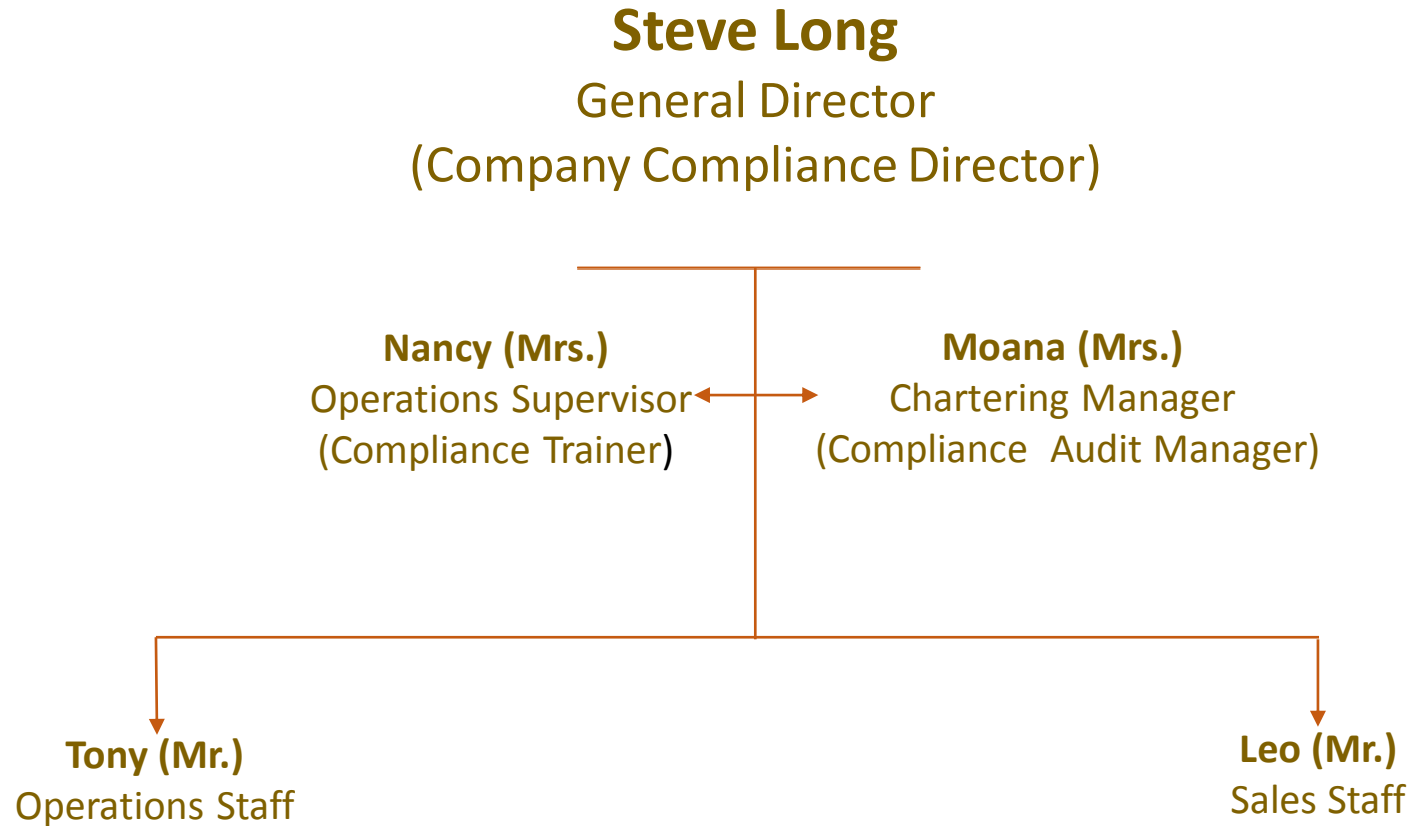 Steve Long
General Director
(Company Compliance Director)
Nancy (Mrs.)
Operations Supervisor
(Compliance Trainer)
Moana (Mrs.)
Chartering Manager
(Compliance Audit Manager)
Tony (Mr.)
Operations Staff
Leo (Mr.)
Sales Staff